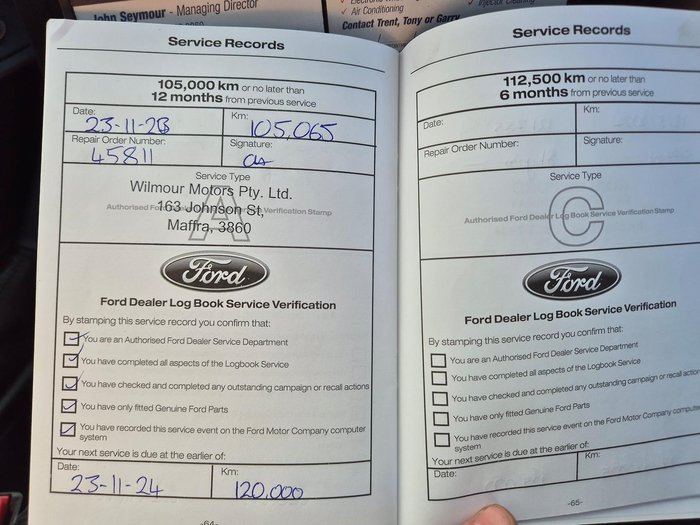 John Seymour - Managing Director
✓ Air Conditioning
Contact Trent, Tony or Garry
Service Records
105,000 km or no later than
12 months from previous service
Date:
23-11-23
Km:
105,065
Repair Order Number:
45811
Signature:
Service Type
A
Wilmour Motors Pty. Ltd.
163 Johnson St,
Maffra, 3860
Ford
Ford Dealer Log Book Service Verification
By stamping this service record you confirm that:
You are an Authorised Ford Dealer Service Department
You have completed all aspects of the Logbook Service
You have checked and completed any outstanding campaign or recall actions
You have only fitted Genuine Ford Parts
You have recorded this service event on the Ford Motor Company computer
system
Your next service is due at the earlier of:
Date:
23-11-24
Km:
120,000
-64-
Service Records
112,500 km or no later than
6 months from previous service
Date:
Km:
Repair Order Number:
Signature:
Service Type
C
Authorised Ford Dealer Log Book Service Verification Stamp
Ford
Ford Dealer Log Book Service Verification
By stamping this service record you confirm that:
You are an Authorised Ford Dealer Service Department
You have completed all aspects of the Logbook Service
You have checked and completed any outstanding campaign or recall action
You have only fitted Genuine Ford Parts
You have recorded this service event on the Ford Motor Company compute
system
Your next service is due at the earlier of:
Date:
Km:
-65-